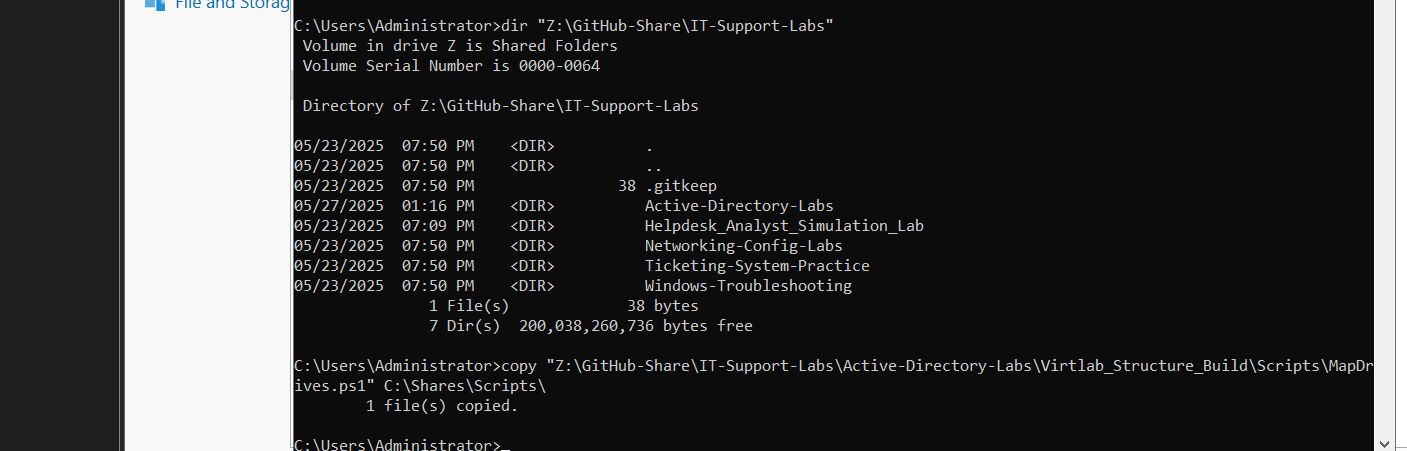 File and Storag
C:\Users\Administrator>dir "Z:\GitHub-Share\IT-Support-Labs"
 Volume in drive Z is Shared Folders
 Volume Serial Number is 0000-0064
 Directory of Z:\GitHub-Share\IT-Support-Labs
05/23/2025  07:50 PM    <DIR>          .
05/23/2025  07:50 PM    <DIR>          ..
05/23/2025  07:50 PM                38 .gitkeep
05/27/2025  01:16 PM    <DIR>          Active-Directory-Labs
05/23/2025  07:09 PM    <DIR>          Helpdesk_Analyst_Simulation_Lab
05/23/2025  07:50 PM    <DIR>          Networking-Config-Labs
05/23/2025  07:50 PM    <DIR>          Ticketing-System-Practice
05/23/2025  07:50 PM    <DIR>          Windows-Troubleshooting
               1 File(s)             38 bytes
               7 Dir(s)  200,038,260,736 bytes free
C:\Users\Administrator>copy "Z:\GitHub-Share\IT-Support-Labs\Active-Directory-Labs\Virtlab_Structure_Build\Scripts\MapDr
ives.ps1" C:\Shares\Scripts\
        1 file(s) copied.
C:\Users\Administrator>_